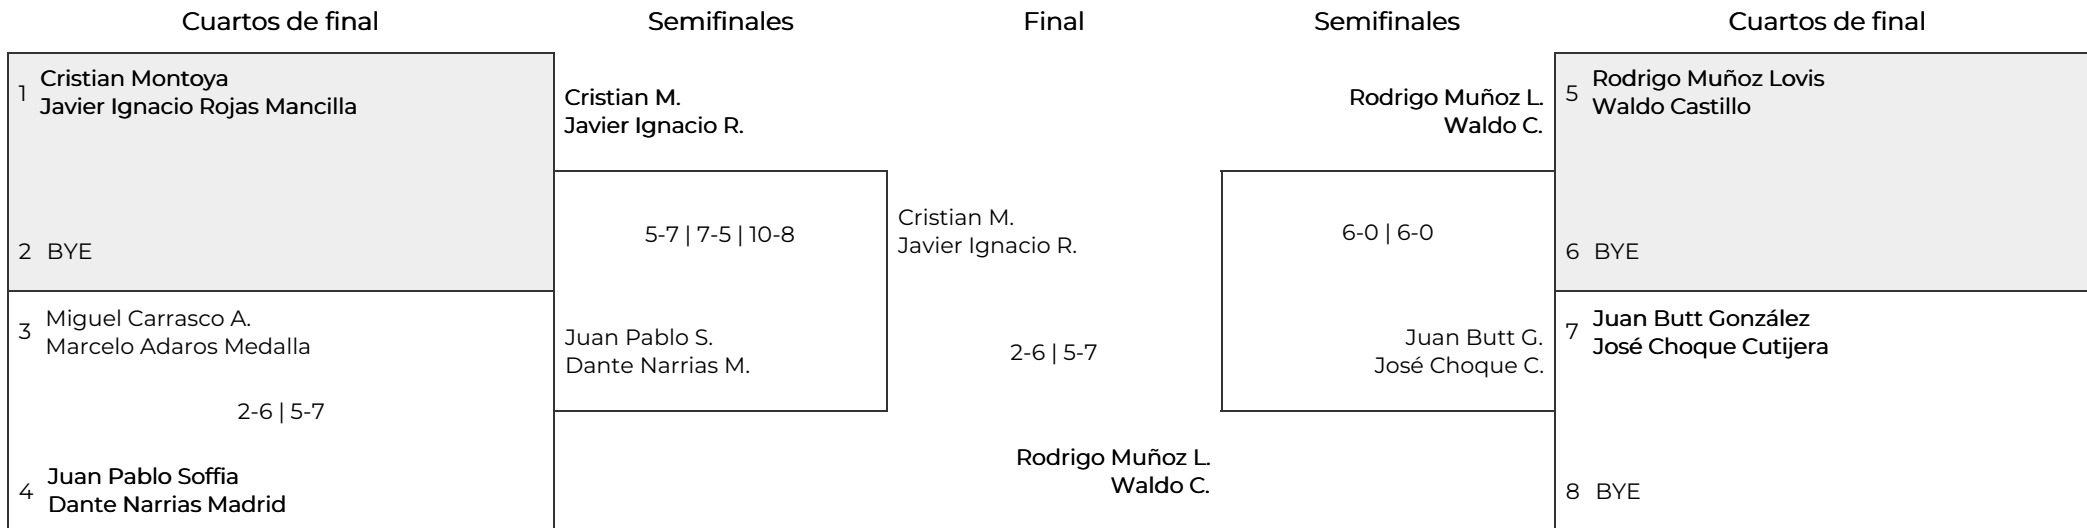 Cuartos de final
Semifinales
Final
Semifinales
Cuartos de final
1
Cristian Montoya
Javier Ignacio Rojas Mancilla
2 BYE
3
Miguel Carrasco A.
Marcelo Adaros Medalla
2-6 | 5-7
4
Juan Pablo Soffia
Dante Narrias Madrid
Cristian M.
Javier Ignacio R.
5-7 | 7-5 | 10-8
Juan Pablo S.
Dante Narrias M.
Cristian M.
Javier Ignacio R.
2-6 | 5-7
Rodrigo Muñoz L.
Waldo C.
Rodrigo Muñoz L.
Waldo C.
6-0 | 6-0
Juan Butt G.
José Choque C.
5
Rodrigo Muñoz Lovis
Waldo Castillo
6 BYE
7
Juan Butt González
José Choque Cutijera
8 BYE